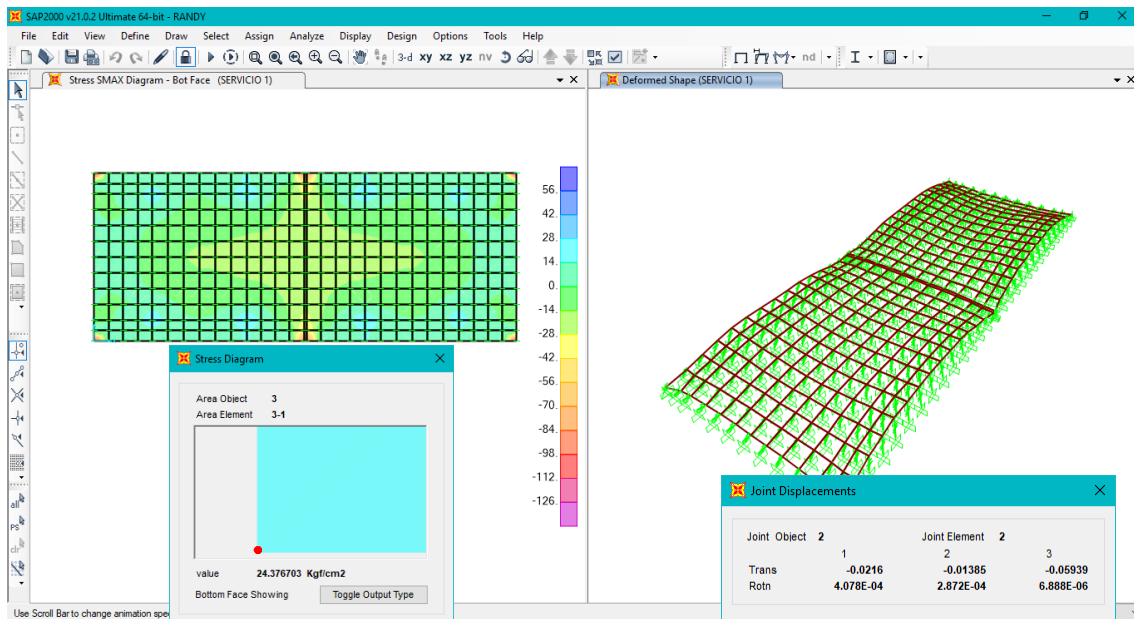 SAP2000 v21.0.2 Ultimate 64-bit - RANDY
File Edit View Define Draw Select Assign Analyze Display Design Options Tools Help
3-d xy xz yz nv nd
Stress SMAX Diagram - Bot Face (SERVICIO 1)
Deformed Shape (SERVICIO 1)
56.
42.
28.
14.
0.
-14.
-28.
-42.
-56.
-70.
-84.
-98.
-112.
-126.
all
PS
clr
Stress Diagram
Area Object 3
Area Element 3-1
value 24.376703 Kgf/cm2
Bottom Face Showing Toggle Output Type
Joint Displacements
Joint Object 2 Joint Element 2
1 2 3
Trans -0.0216 -0.01385 -0.05939
Rotn 4.078E-04 2.872E-04 6.888E-06
Use Scroll Bar to change animation spe